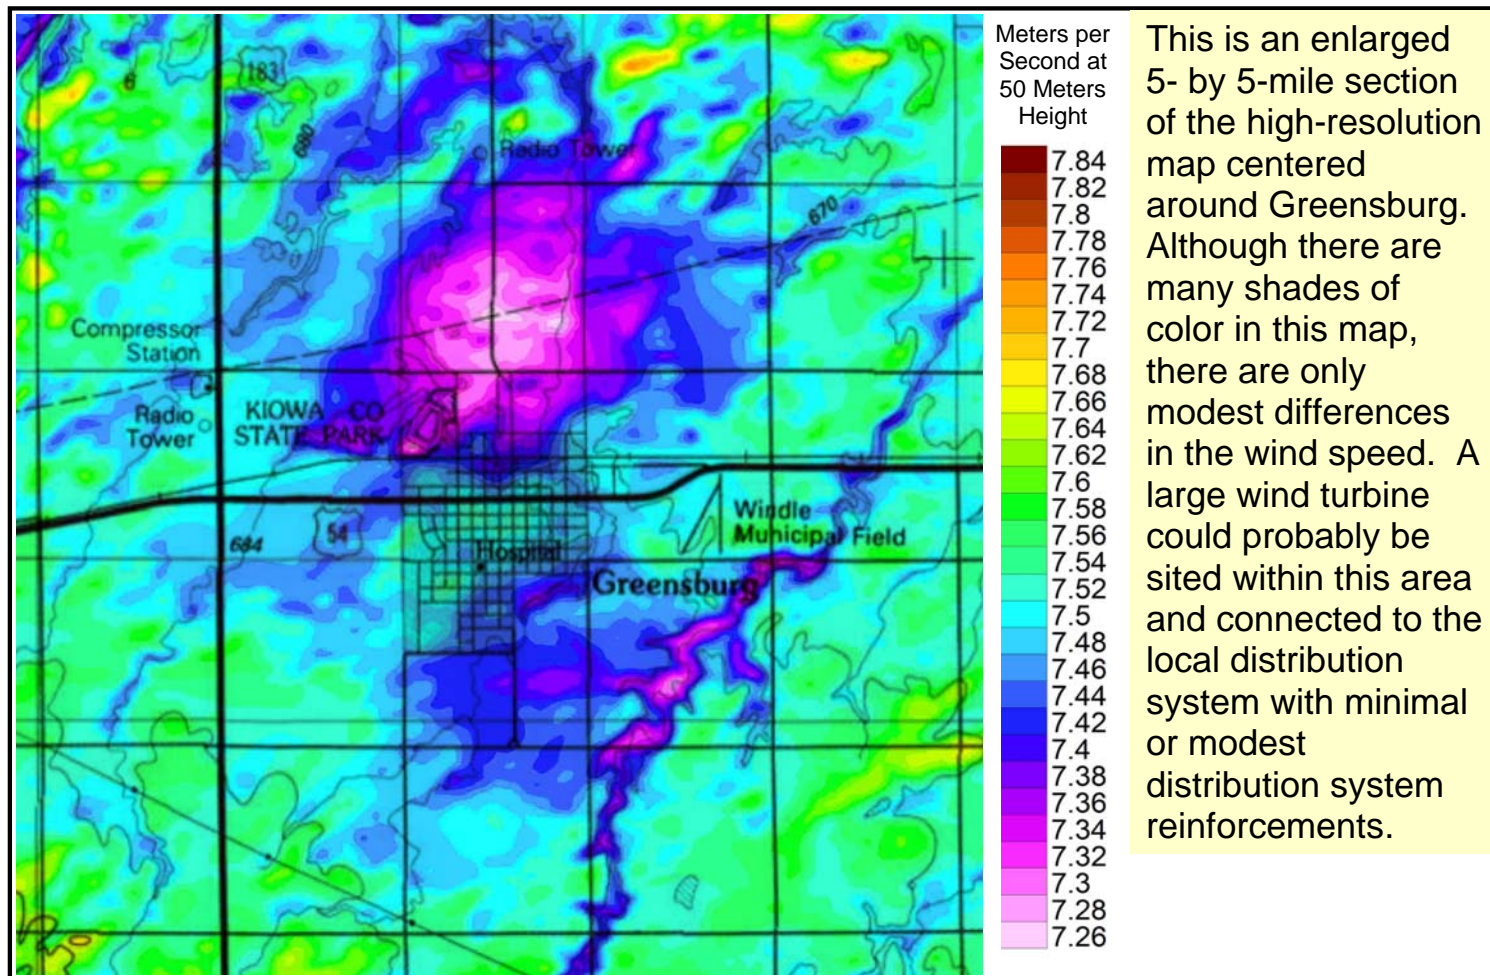 183
6
680
Radio Tower
670
Compressor
Station
Radio
Tower
KIOWA CO
STATE PARK
54
684
Hospital
Windle
Municipal Field
Greensburg
Meters per
Second at
50 Meters
Height
7.84
7.82
7.8
7.78
7.76
7.74
7.72
7.7
7.68
7.66
7.64
7.62
7.6
7.58
7.56
7.54
7.52
7.5
7.48
7.46
7.44
7.42
7.4
7.38
7.36
7.34
7.32
7.3
7.28
7.26
This is an enlarged
5- by 5-mile section
of the high-resolution
map centered
around Greensburg.
Although there are
many shades of
color in this map,
there are only
modest differences
in the wind speed.  A
large wind turbine
could probably be
sited within this area
and connected to the
local distribution
system with minimal
or modest
distribution system
reinforcements.